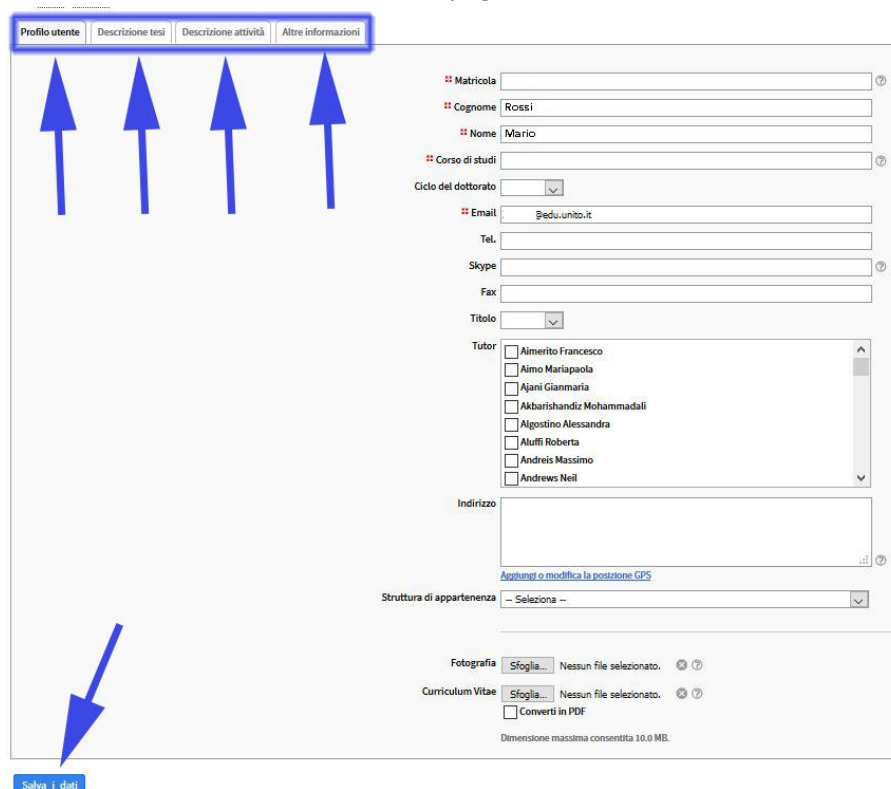 Profilo utente Descrizione tesi Descrizione attività Altre informazioni
Matricola
Cognome Rossi
Nome Mario
Corso di studi
Ciclo del dottorato
Email @edu.unito.it
Tel.
Skype
Fax
Titolo
Tutor
Aimerito Francesco
Aimo Mariapaola
Ajani Gianmaria
Akbarishandiz Mohammadali
Algostino Alessandra
Aluffi Roberta
Andreis Massimo
Andrews Neil
Indirizzo
Aggiungi o modifica la posizione GPS
Struttura di appartenenza -- Seleziona --
Fotografia Sfoglia... Nessun file selezionato.
Curriculum Vitae Sfoglia... Nessun file selezionato.
Converti in PDF
Dimensione massima consentita 10.0 MB.
Salva i dati